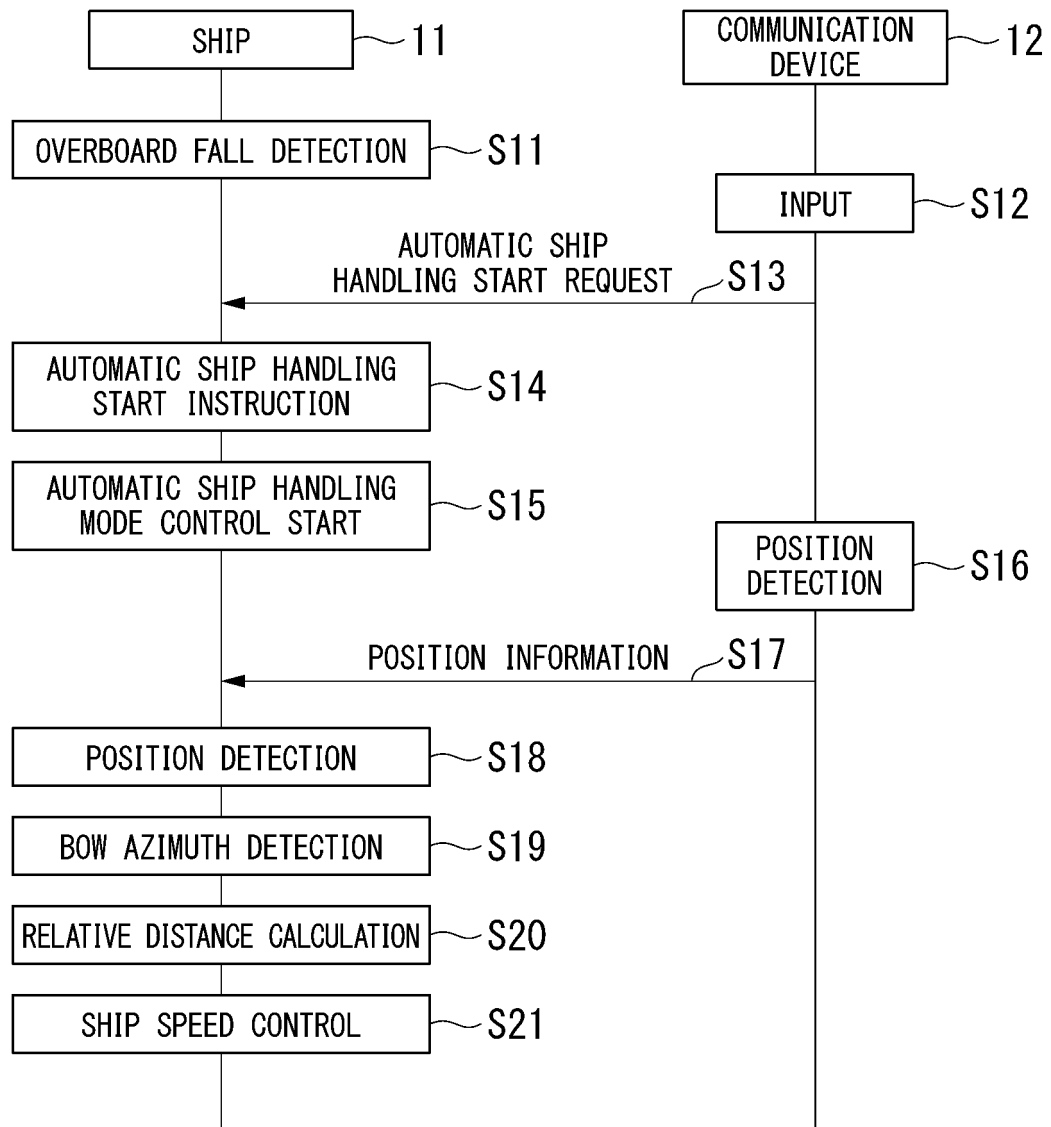 SHIP 11
COMMUNICATION
DEVICE 12
OVERBOARD FALL DETECTION S11
INPUT S12
AUTOMATIC SHIP
HANDLING START REQUEST S13
AUTOMATIC SHIP HANDLING
START INSTRUCTION S14
AUTOMATIC SHIP HANDLING
MODE CONTROL START S15
POSITION
DETECTION S16
POSITION INFORMATION S17
POSITION DETECTION S18
BOW AZIMUTH DETECTION S19
RELATIVE DISTANCE CALCULATION S20
SHIP SPEED CONTROL S21